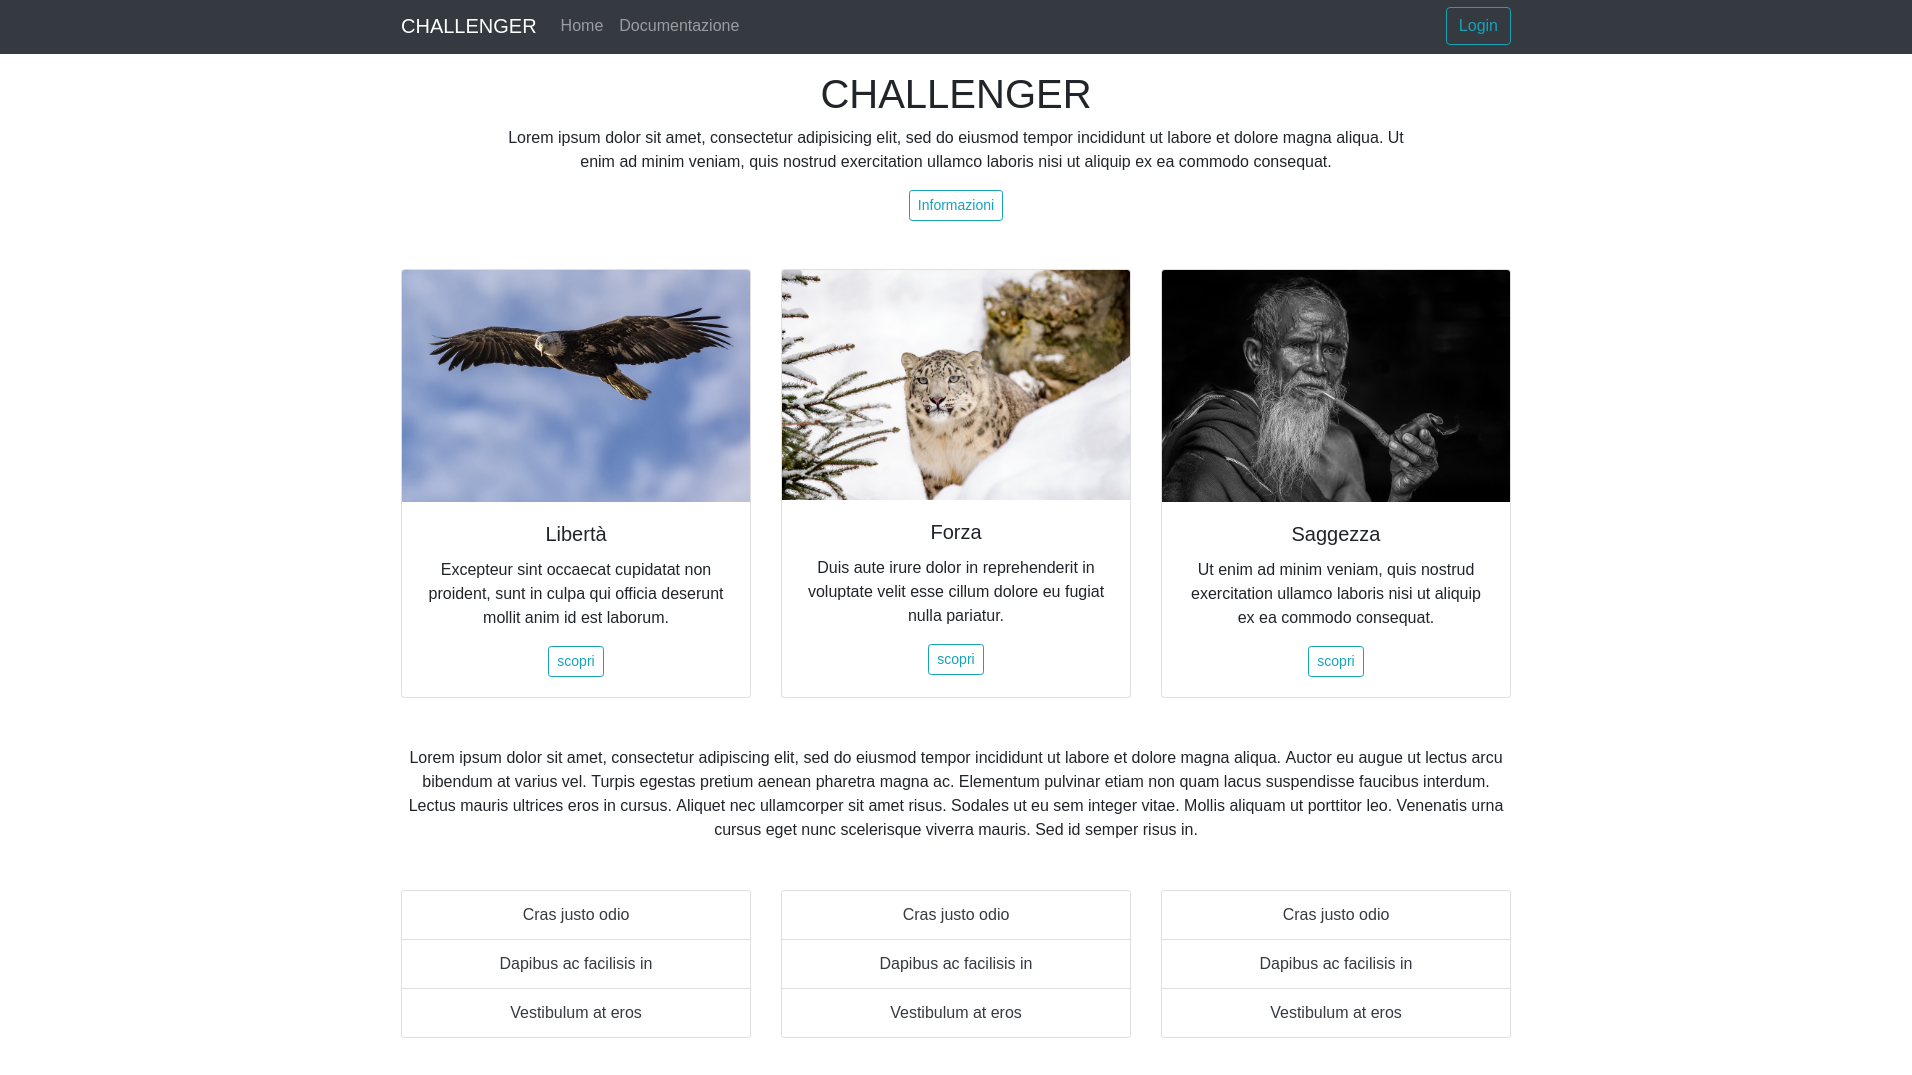 CHALLENGER Home Documentazione Login
CHALLENGER
Lorem ipsum dolor sit amet, consectetur adipisicing elit, sed do eiusmod tempor incididunt ut labore et dolore magna aliqua. Ut
enim ad minim veniam, quis nostrud exercitation ullamco laboris nisi ut aliquip ex ea commodo consequat.
Informazioni
Libertà
Excepteur sint occaecat cupidatat non
proident, sunt in culpa qui officia deserunt
mollit anim id est laborum.
scopri
Forza
Duis aute irure dolor in reprehenderit in
voluptate velit esse cillum dolore eu fugiat
nulla pariatur.
scopri
Saggezza
Ut enim ad minim veniam, quis nostrud
exercitation ullamco laboris nisi ut aliquip
ex ea commodo consequat.
scopri
Lorem ipsum dolor sit amet, consectetur adipiscing elit, sed do eiusmod tempor incididunt ut labore et dolore magna aliqua. Auctor eu augue ut lectus arcu
bibendum at varius vel. Turpis egestas pretium aenean pharetra magna ac. Elementum pulvinar etiam non quam lacus suspendisse faucibus interdum.
Lectus mauris ultrices eros in cursus. Aliquet nec ullamcorper sit amet risus. Sodales ut eu sem integer vitae. Mollis aliquam ut porttitor leo. Venenatis urna
cursus eget nunc scelerisque viverra mauris. Sed id semper risus in.
Cras justo odio
Dapibus ac facilisis in
Vestibulum at eros
Cras justo odio
Dapibus ac facilisis in
Vestibulum at eros
Cras justo odio
Dapibus ac facilisis in
Vestibulum at eros